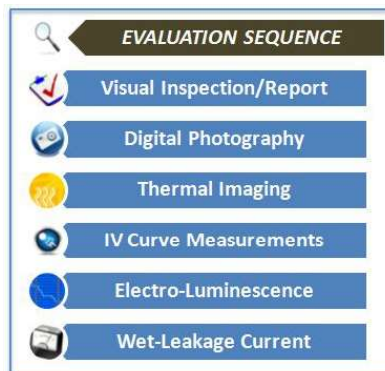 EVALUATION SEQUENCE
Visual Inspection/Report
Digital Photography
Thermal Imaging
IV Curve Measurements
Electro-Luminescence
Wet-Leakage Current